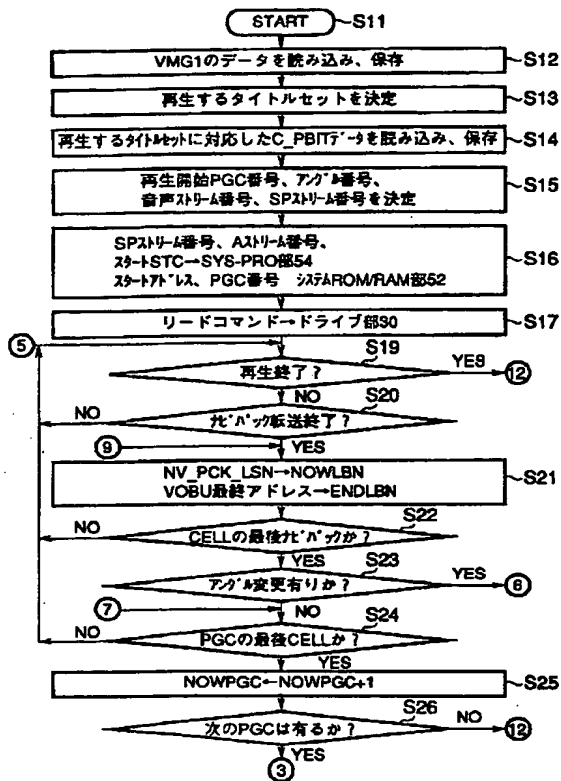 START S11
VMG1のデータを読み込み、保存 S12
再生するタイトルセットを決定 S13
再生するタイトルセットに対応したC_PBITデータを読み込み、保存 S14
再生開始PGC番号、アングル番号、
音声ストリーム番号、SPストリーム番号を決定
S15
SPストリーム番号、Aストリーム番号、
スタートSTC→SYS-PRO部54
スタートアドレス、PGC番号 システムROM/RAM部52
S16
リードコマンド→ドライブ部30 S17
⑤
S19
再生終了? YES ⑫
NO
S20
NO ナビパック転送終了?
⑨ YES
NV_PCK_LSN→NOWLBN
VOBU最終アドレス→ENDLBN
S21
S22
NO CELLの最後ナビパックか?
YES
S23
アングル変更有りか? YES ⑧
⑦ NO
S24
NO PGCの最後CELLか?
YES
NOWPGC←NOWPGC+1 S25
S26
次のPGCは有るか? NO ⑫
YES
③